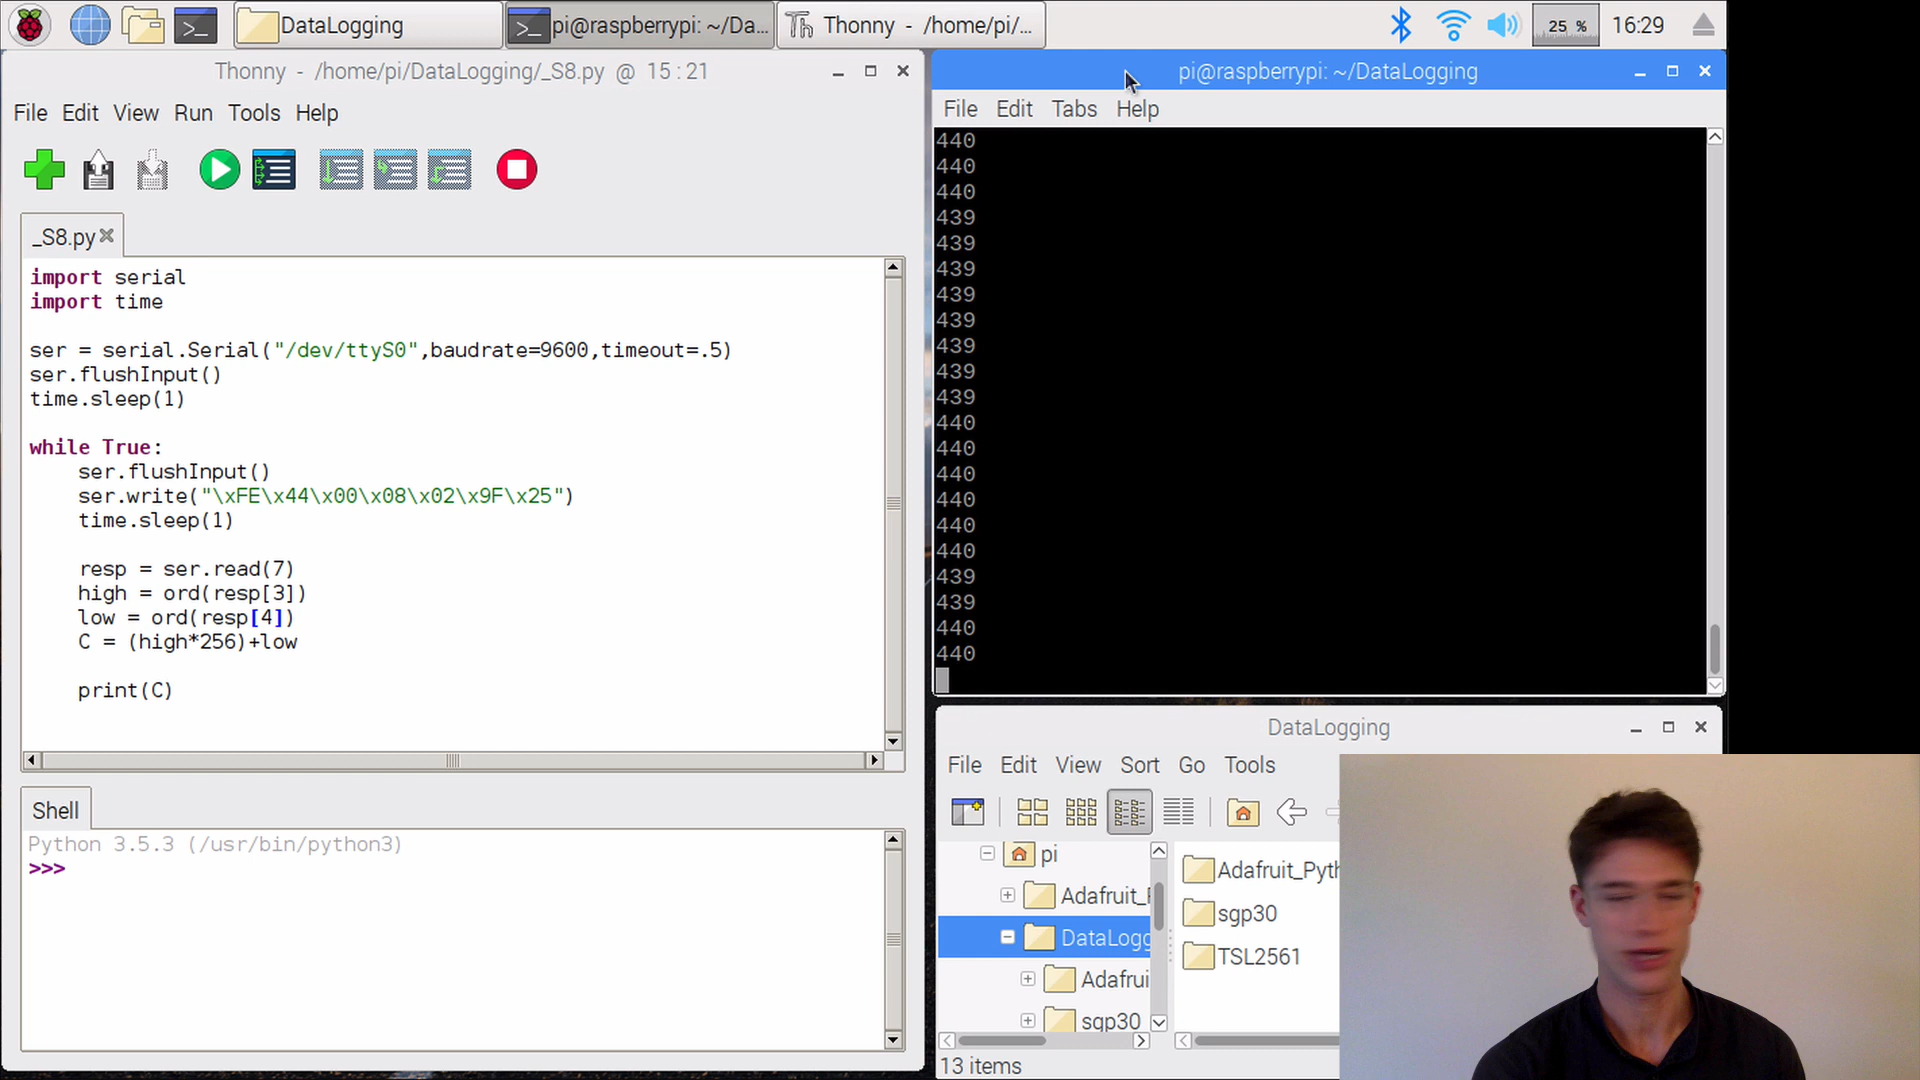 DataLogging
pi@raspberrypi: ~/Da...
Thonny - /home/pi/...
25 %
16:29
Thonny - /home/pi/DataLogging/_S8.py @ 15:21
File Edit View Run Tools Help
_S8.py
import serial
import time
ser = serial.Serial("/dev/ttyS0",baudrate=9600,timeout=.5)
ser.flushInput()
time.sleep(1)
while True:
ser.flushInput()
ser.write("\xFE\x44\x00\x08\x02\x9F\x25")
time.sleep(1)
resp = ser.read(7)
high = ord(resp[3])
low = ord(resp[4])
C = (high*256)+low
print(C)
Shell
Python 3.5.3 (/usr/bin/python3)
>>>
pi@raspberrypi: ~/DataLogging
File Edit Tabs Help
440
440
440
439
439
439
439
439
439
439
439
440
440
440
440
440
440
439
439
440
440
DataLogging
File Edit View Sort Go Tools
pi
Adafruit_
DataLogg
Adafrui
sgp30
Adafruit_Pyth
sgp30
TSL2561
13 items